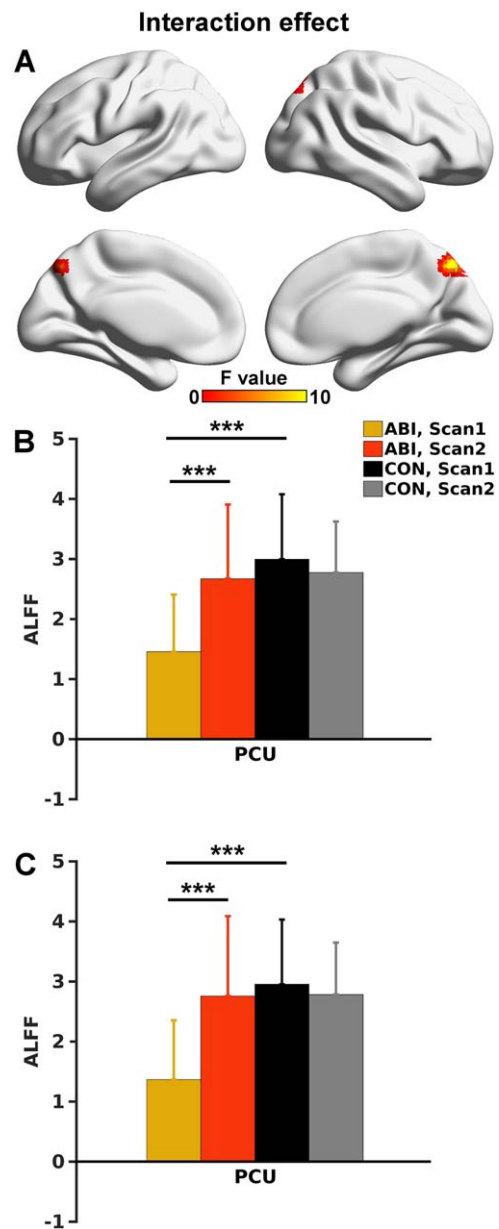 Interaction effect
A
F value
0 10
B
***
***
ABI, Scan1
ABI, Scan2
CON, Scan1
CON, Scan2
5
4
3
2
1
0
-1
ALFF
PCU
C
***
***
5
4
3
2
1
0
-1
ALFF
PCU